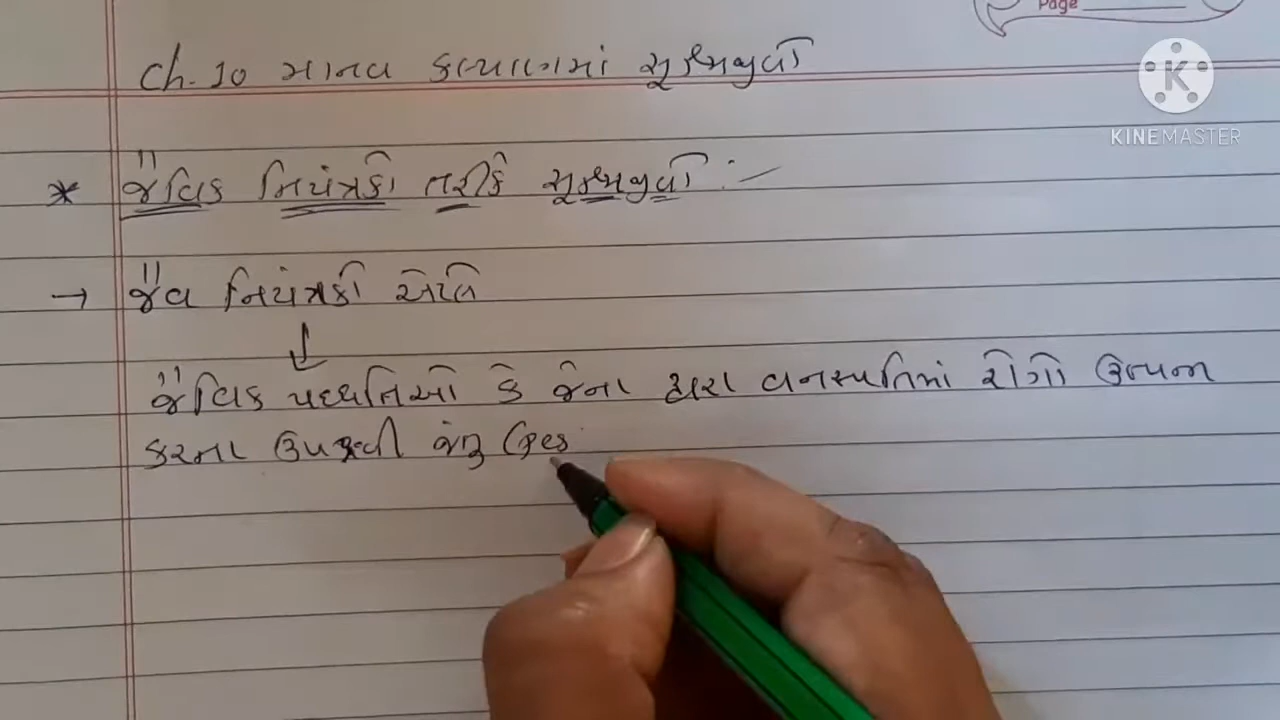 Page
Ch. 10 માનવ કલ્યાણમાં સૂક્ષ્મજીવો
KINEMASTER
* જૈવિક નિયંત્રકો તરીકે સૂક્ષ્મજીવો :-
→ જૈવ નિયંત્રકો એટલે
જૈવિક પદ્ધતિઓ કે જેના દ્વારા વનસ્પતિમાં રોગો ઉત્પન્ન
કરનારા ઉપદ્રવી જંતુ